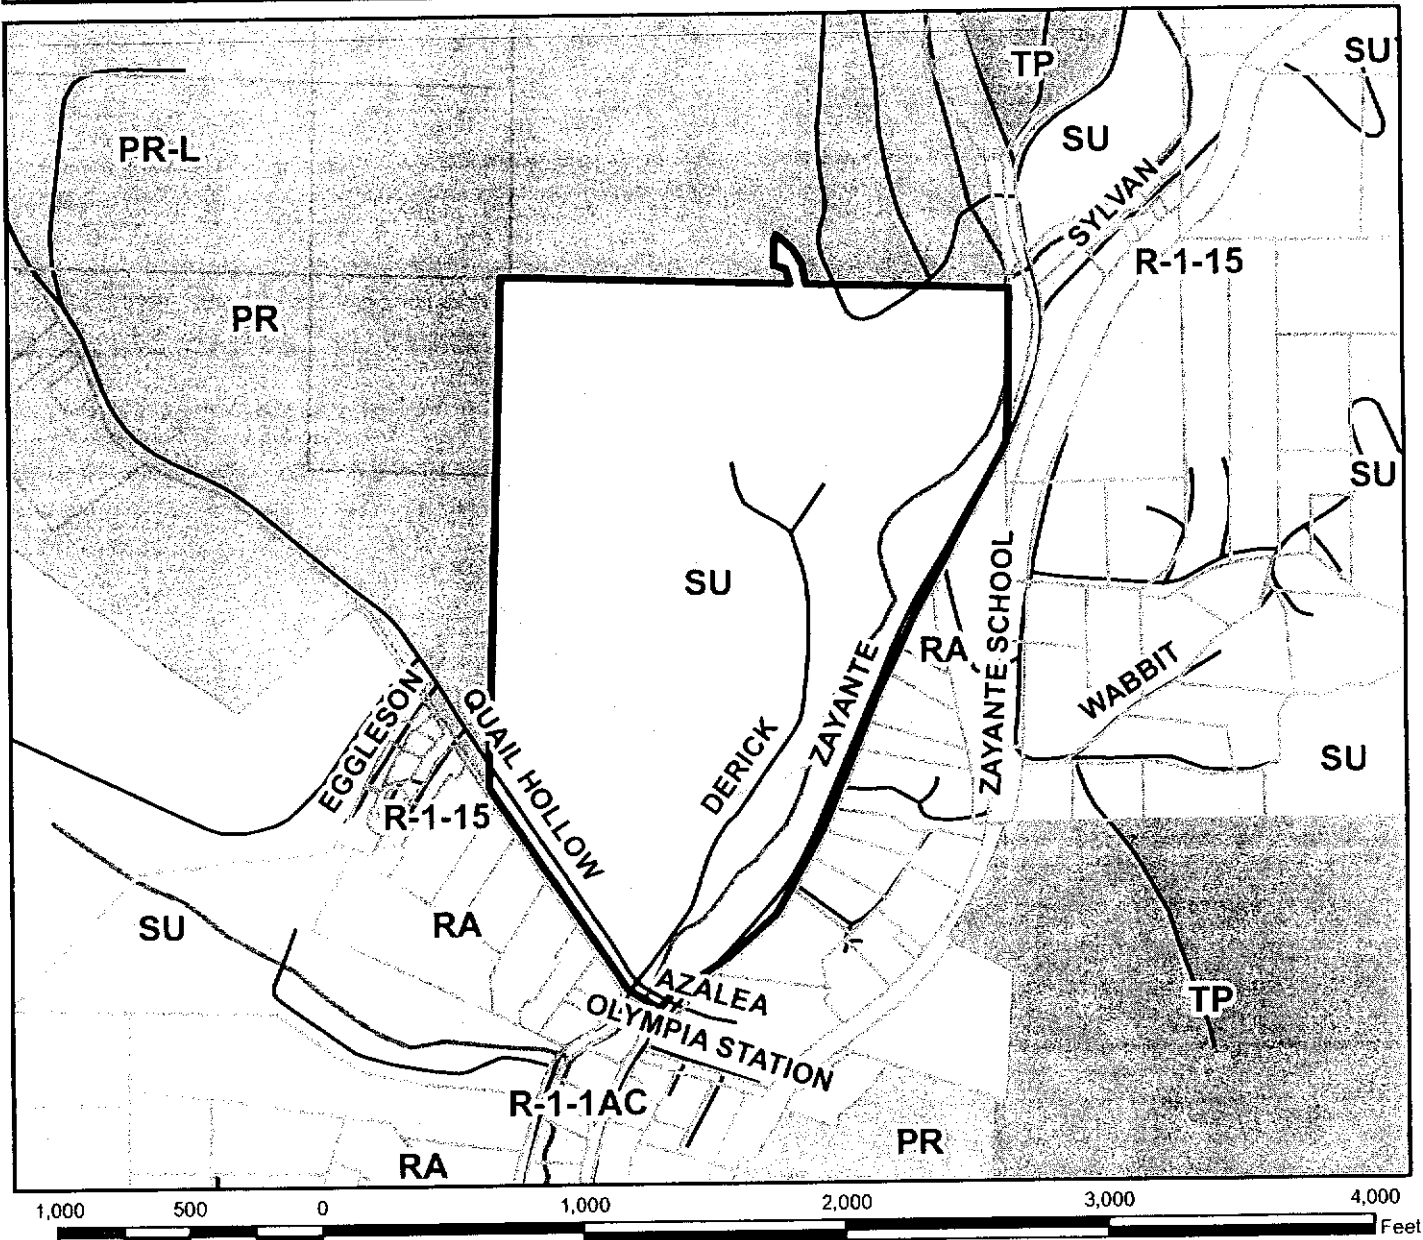 TP
SU
SU
PR-L
SYLVAN
R-1-15
PR
SU
SU
ZAYANTE SCHOOL
RA
WABBIT
ZAYANTE
QUAIL HOLLOW
EGGLESON
DERICK
SU
R-1-15
SU
RA
AZALEA
TP
OLYMPIA STATION
R-1-1AC
PR
RA
1,000 500 0 1,000 2,000 3,000 4,000
Feet